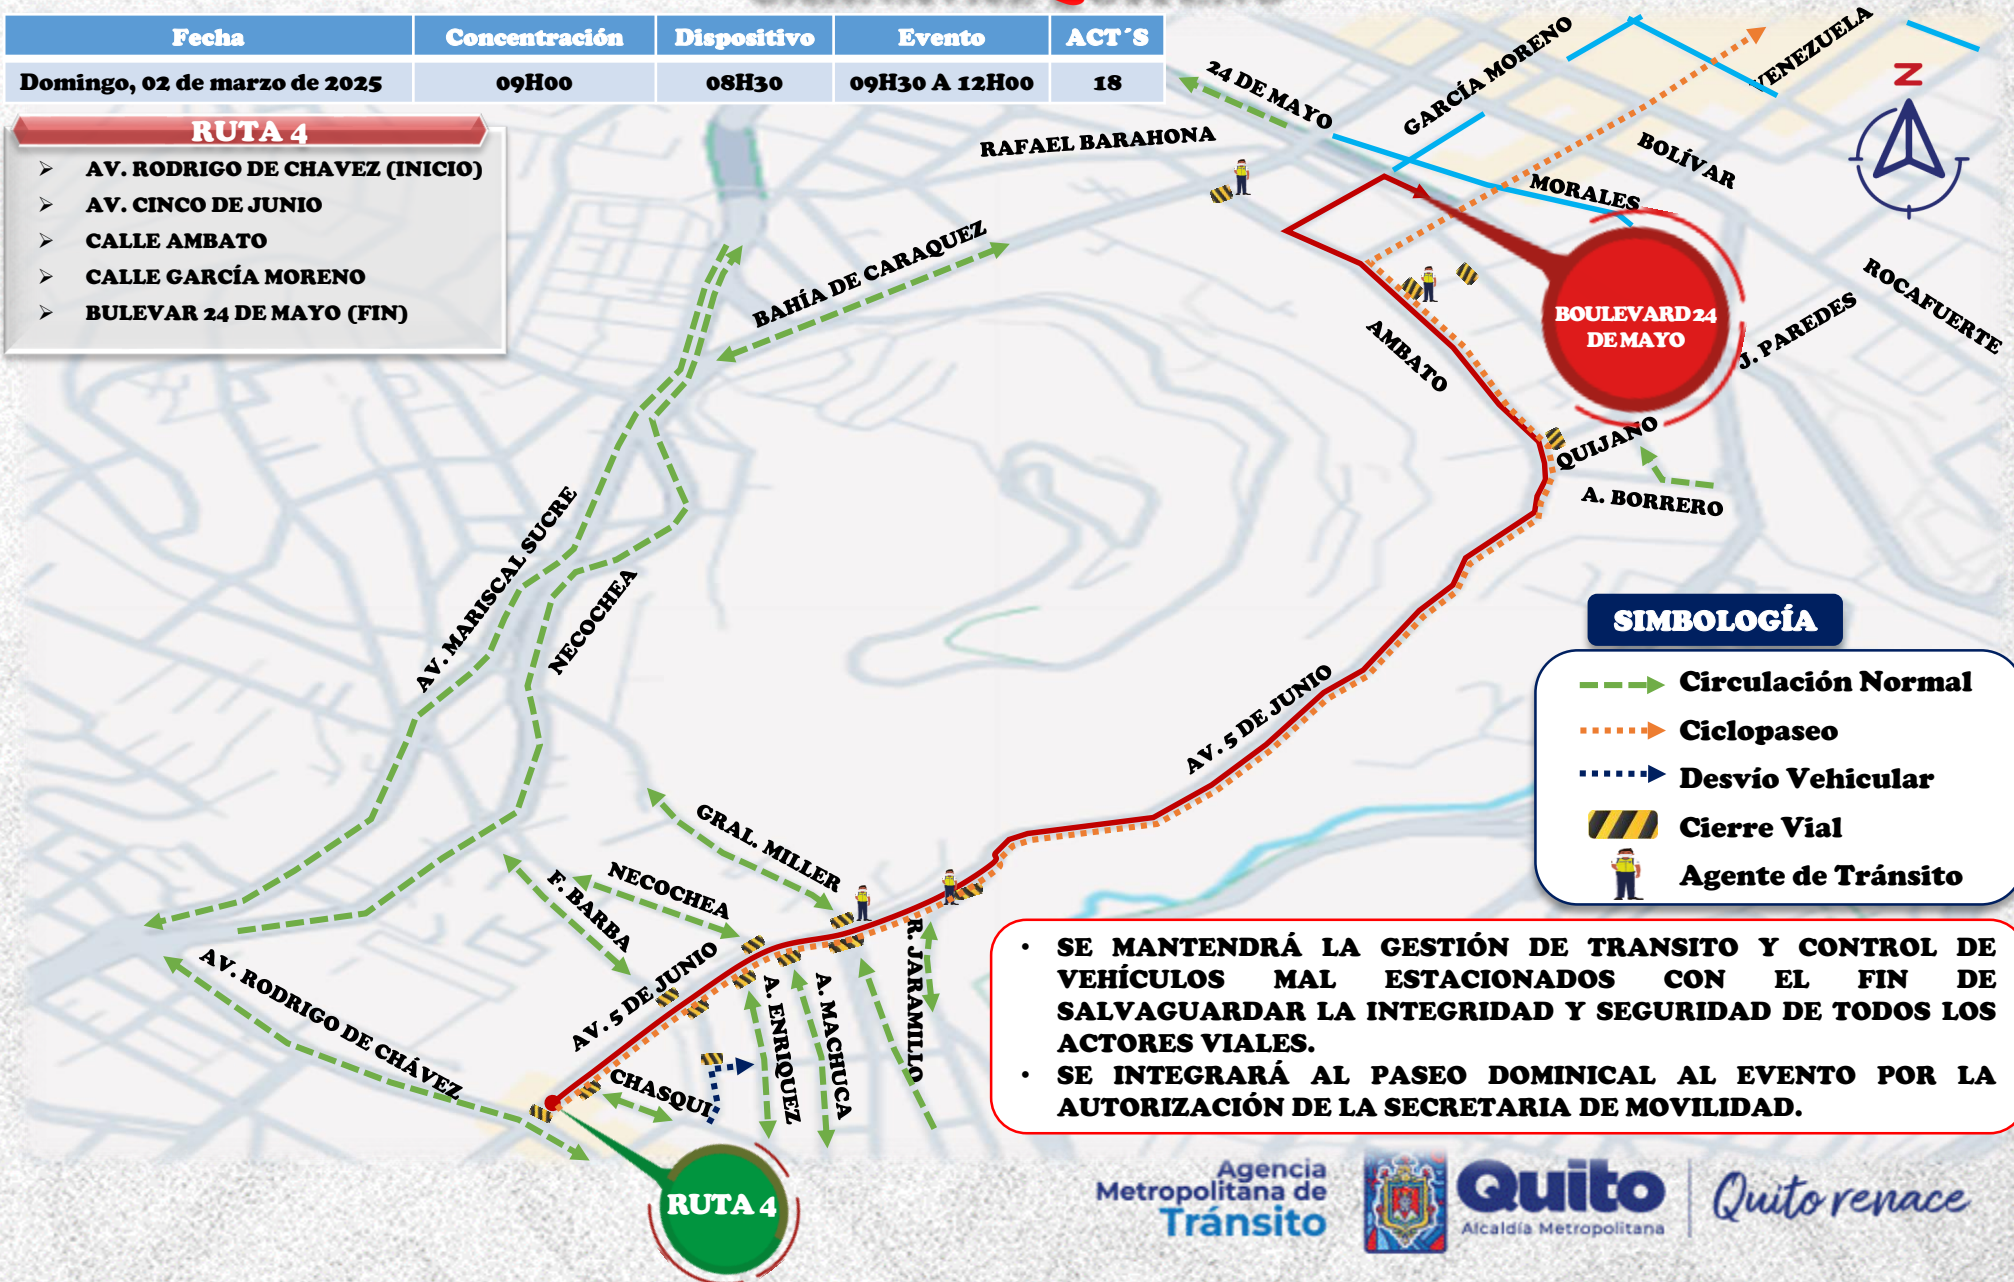 Fecha Concentración Dispositivo Evento ACT´S
Domingo, 02 de marzo de 2025 09H00 08H30 09H30 A 12H00 18
RUTA 4
➢ AV. RODRIGO DE CHAVEZ (INICIO)
➢ AV. CINCO DE JUNIO
➢ CALLE AMBATO
➢ CALLE GARCÍA MORENO
➢ BULEVAR 24 DE MAYO (FIN)
24 DE MAYO
GARCÍA MORENO
VENEZUELA
N
RAFAEL BARAHONA
BOLÍVAR
MORALES
BAHÍA DE CARAQUEZ
ROCAFUERTE
BOULEVARD 24
DE MAYO
J. PAREDES
AMBATO
QUIJANO
A. BORRERO
AV. MARISCAL SUCRE
NECOCHEA
AV. 5 DE JUNIO
GRAL. MILLER
NECOCHEA
F. BARBA
R. JARAMILLO
AV. 5 DE JUNIO
A. ENRIQUEZ
A. MACHUCA
AV. RODRIGO DE CHÁVEZ
CHASQUI
RUTA 4
SIMBOLOGÍA
Circulación Normal
Ciclopaseo
Desvío Vehicular
Cierre Vial
Agente de Tránsito
• SE MANTENDRÁ LA GESTIÓN DE TRANSITO Y CONTROL DE
VEHÍCULOS MAL ESTACIONADOS CON EL FIN DE
SALVAGUARDAR LA INTEGRIDAD Y SEGURIDAD DE TODOS LOS
ACTORES VIALES.
• SE INTEGRARÁ AL PASEO DOMINICAL AL EVENTO POR LA
AUTORIZACIÓN DE LA SECRETARIA DE MOVILIDAD.
Agencia
Metropolitana de
Tránsito
Quito
Alcaldía Metropolitana
Quito renace